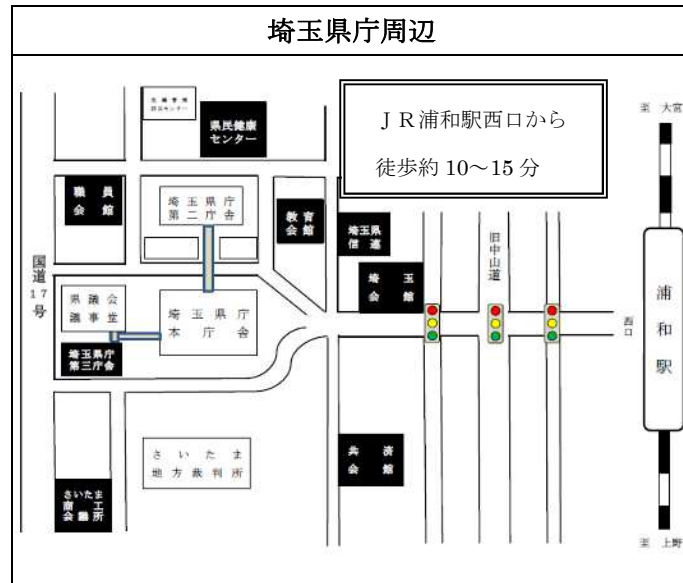 埼玉県庁周辺
ＪＲ浦和駅西口から
徒歩約 10～15 分
至 大宮
県民健康
センター
職員
会館
埼玉県庁
第二庁舎
教育
会館
埼玉県
信連
埼玉
会館
旧中山道
国道
17
号
県議会
議事堂
埼玉県庁
本庁舎
埼玉県庁
第三庁舎
西口
浦和駅
さいたま
地方裁判所
共済
会館
さいたま
商工
会議所
至 上野